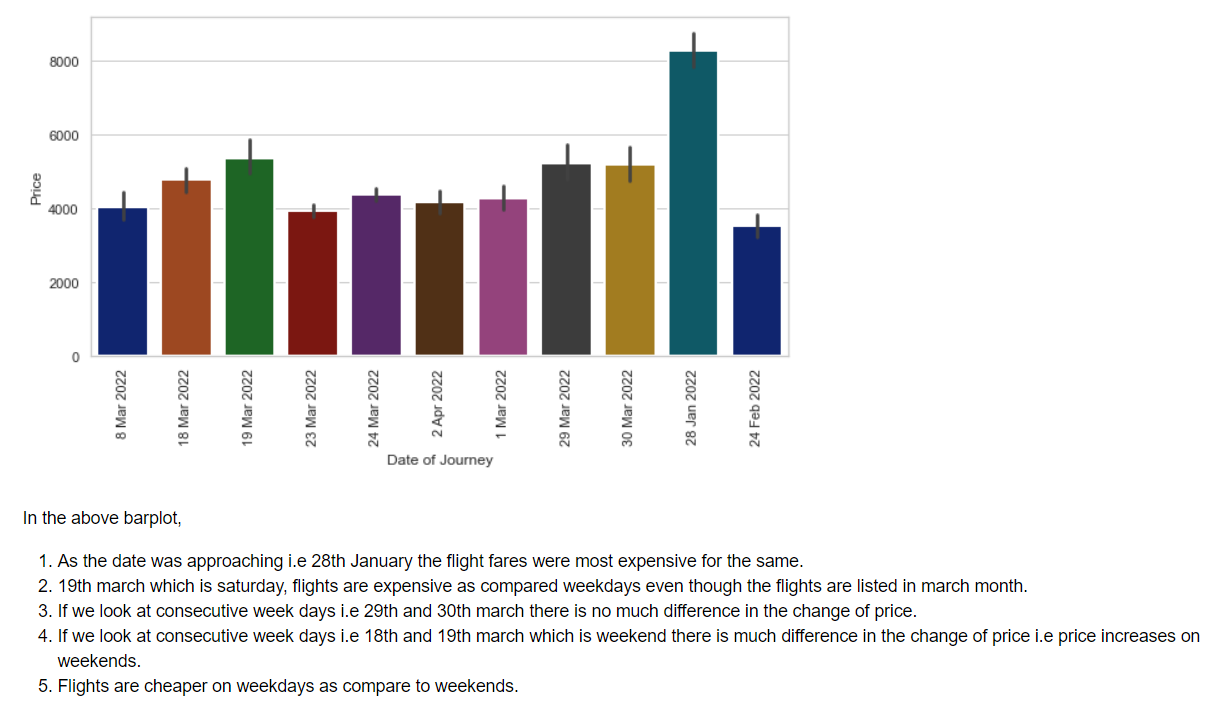 8000
6000
4000
2000
0
Price
8 Mar 2022
18 Mar 2022
19 Mar 2022
23 Mar 2022
24 Mar 2022
2 Apr 2022
1 Mar 2022
29 Mar 2022
30 Mar 2022
28 Jan 2022
24 Feb 2022
Date of Journey
In the above barplot,
1. As the date was approaching i.e 28th January the flight fares were most expensive for the same.
2. 19th march which is saturday, flights are expensive as compared weekdays even though the flights are listed in march month.
3. If we look at consecutive week days i.e 29th and 30th march there is no much difference in the change of price.
4. If we look at consecutive week days i.e 18th and 19th march which is weekend there is much difference in the change of price i.e price increases on
weekends.
5. Flights are cheaper on weekdays as compare to weekends.